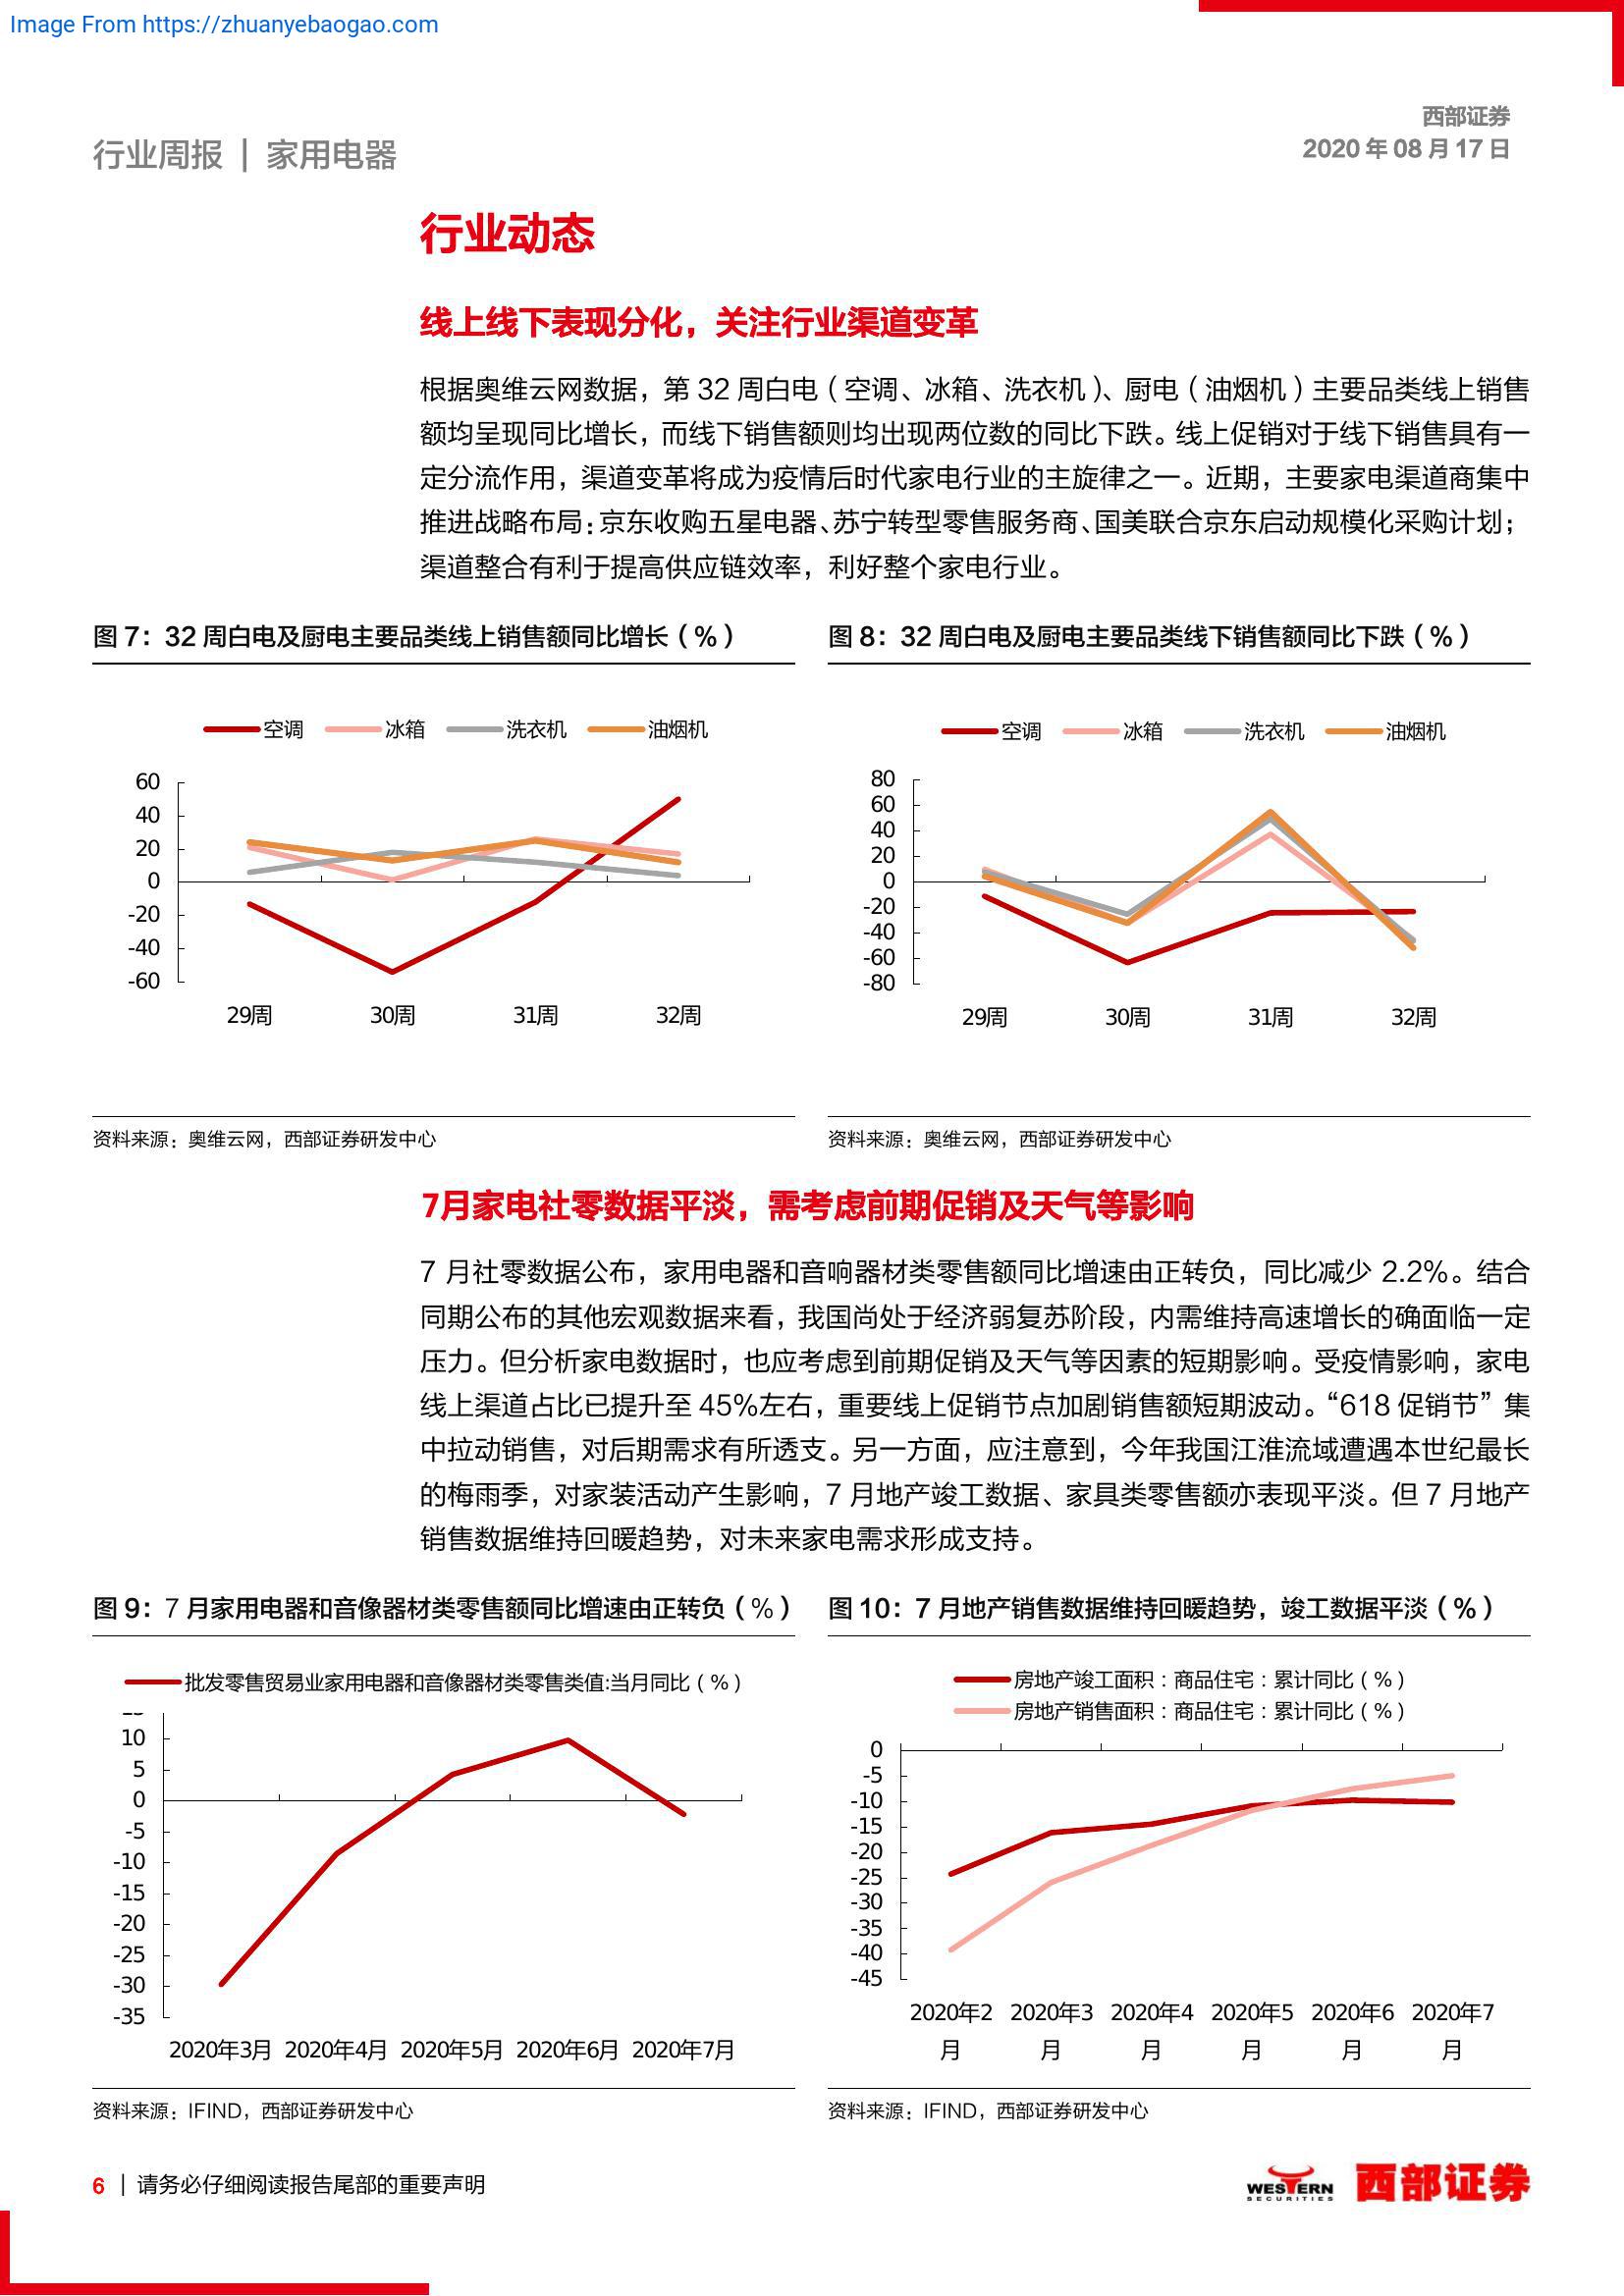 Image From https://zhuanyebaogao.com
西部证券
行业周报 | 家用电器
2020 年 08 月 17 日
行业动态
线上线下表现分化，关注行业渠道变革
根据奥维云网数据，第 32 周白电（空调、冰箱、洗衣机）、厨电（油烟机）主要品类线上销售
额均呈现同比增长，而线下销售额则均出现两位数的同比下跌。线上促销对于线下销售具有一
定分流作用，渠道变革将成为疫情后时代家电行业的主旋律之一。近期，主要家电渠道商集中
推进战略布局：京东收购五星电器、苏宁转型零售服务商、国美联合京东启动规模化采购计划；
渠道整合有利于提高供应链效率，利好整个家电行业。
图 7：32 周白电及厨电主要品类线上销售额同比增长（%）
空调 冰箱 洗衣机 油烟机
60
40
20
0
-20
-40
-60
29周 30周 31周 32周
资料来源：奥维云网，西部证券研发中心
图 8：32 周白电及厨电主要品类线下销售额同比下跌（%）
空调 冰箱 洗衣机 油烟机
80
60
40
20
0
-20
-40
-60
-80
29周 30周 31周 32周
资料来源：奥维云网，西部证券研发中心
7月家电社零数据平淡，需考虑前期促销及天气等影响
7 月社零数据公布，家用电器和音响器材类零售额同比增速由正转负，同比减少 2.2%。结合
同期公布的其他宏观数据来看，我国尚处于经济弱复苏阶段，内需维持高速增长的确面临一定
压力。但分析家电数据时，也应考虑到前期促销及天气等因素的短期影响。受疫情影响，家电
线上渠道占比已提升至 45%左右，重要线上促销节点加剧销售额短期波动。“618 促销节”集
中拉动销售，对后期需求有所透支。另一方面，应注意到，今年我国江淮流域遭遇本世纪最长
的梅雨季，对家装活动产生影响，7 月地产竣工数据、家具类零售额亦表现平淡。但 7 月地产
销售数据维持回暖趋势，对未来家电需求形成支持。
图 9：7 月家用电器和音像器材类零售额同比增速由正转负（%）
批发零售贸易业家用电器和音像器材类零售类值:当月同比（%）
10
5
0
-5
-10
-15
-20
-25
-30
-35
2020年3月 2020年4月 2020年5月 2020年6月 2020年7月
资料来源：IFIND，西部证券研发中心
图 10：7 月地产销售数据维持回暖趋势，竣工数据平淡（%）
房地产竣工面积：商品住宅：累计同比（%）
房地产销售面积：商品住宅：累计同比（%）
0
-5
-10
-15
-20
-25
-30
-35
-40
-45
2020年2 2020年3 2020年4 2020年5 2020年6 2020年7
月 月 月 月 月 月
资料来源：IFIND，西部证券研发中心
6 | 请务必仔细阅读报告尾部的重要声明
WESTERN
SECURITIES
西部证券